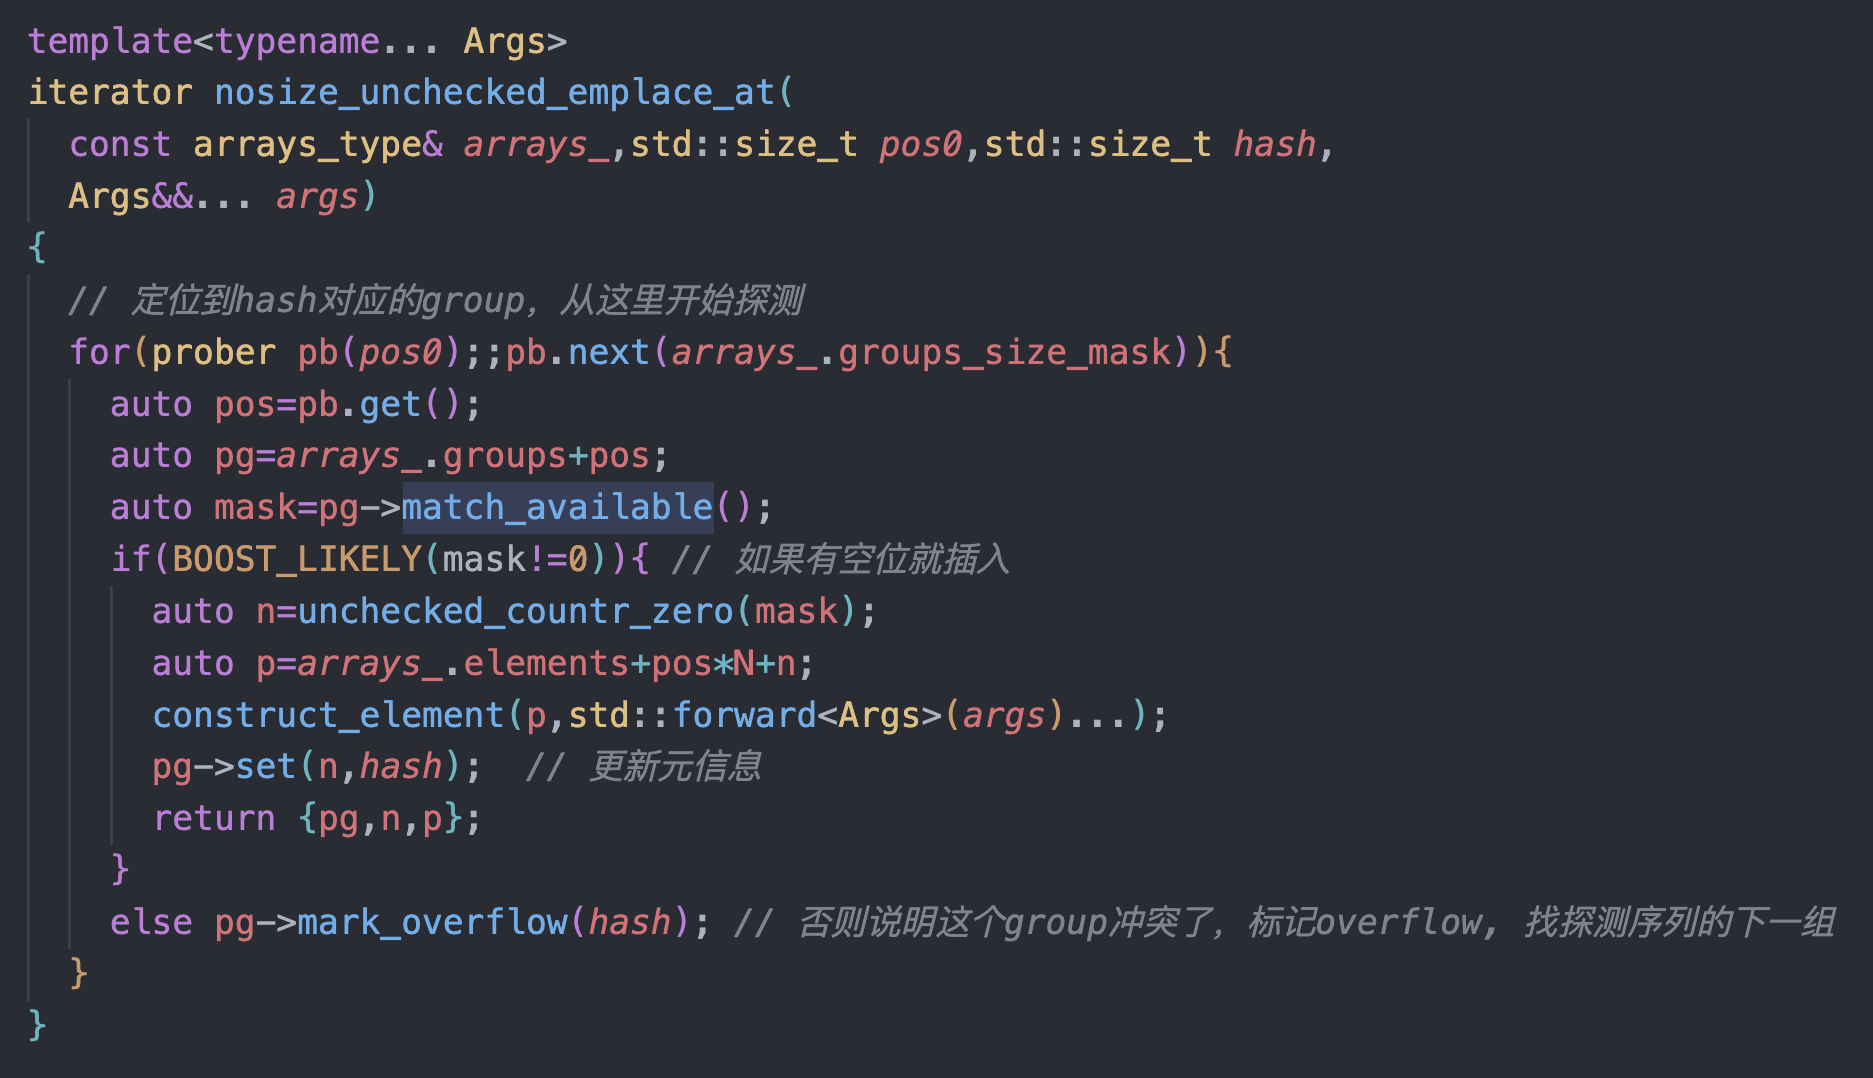 template<typename... Args>
iterator nosize_unchecked_emplace_at(
  const arrays_type& arrays_,std::size_t pos0,std::size_t hash,
  Args&&... args)
{
  // 定位到hash对应的group，从这里开始探测
  for(prober pb(pos0);;pb.next(arrays_.groups_size_mask)){
    auto pos=pb.get();
    auto pg=arrays_.groups+pos;
    auto mask=pg->match_available();
    if(BOOST_LIKELY(mask!=0)){ // 如果有空位就插入
      auto n=unchecked_countr_zero(mask);
      auto p=arrays_.elements+pos*N+n;
      construct_element(p,std::forward<Args>(args)...);
      pg->set(n,hash);  // 更新元信息
      return {pg,n,p};
    }
    else pg->mark_overflow(hash); // 否则说明这个group冲突了，标记overflow, 找探测序列的下一组
  }
}